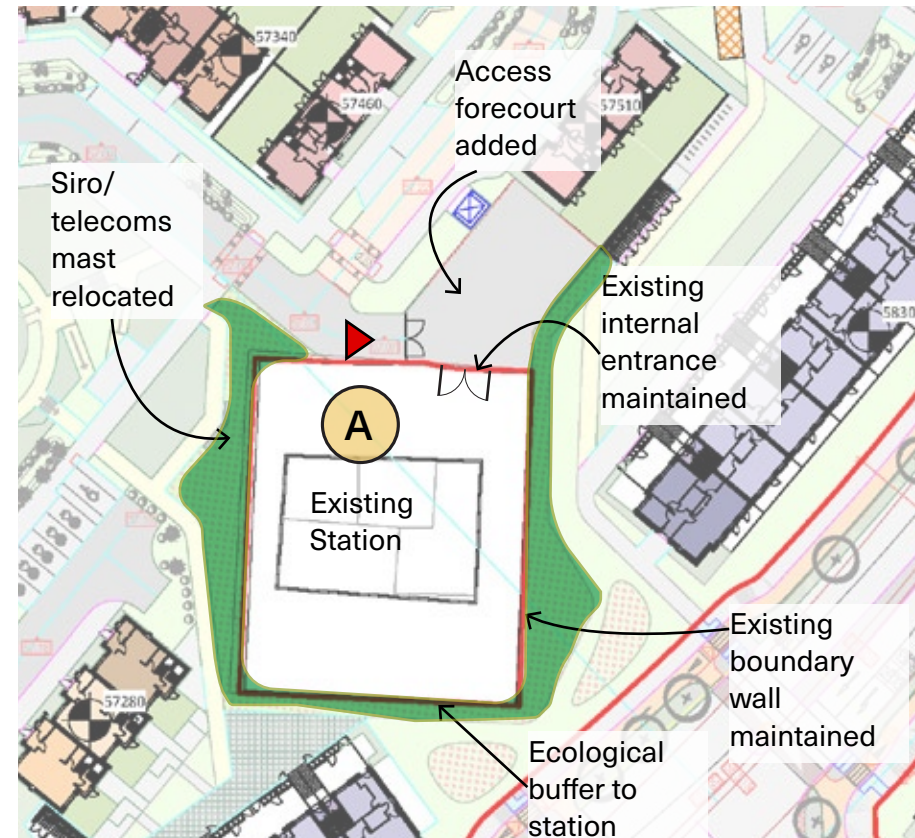 57340
57460
Access
forecourt
added
57510
Siro/
telecoms
mast
relocated
Existing
internal
entrance
maintained
5830
A
Existing
Station
Existing
boundary
wall
maintained
57280
Ecological
buffer to
station